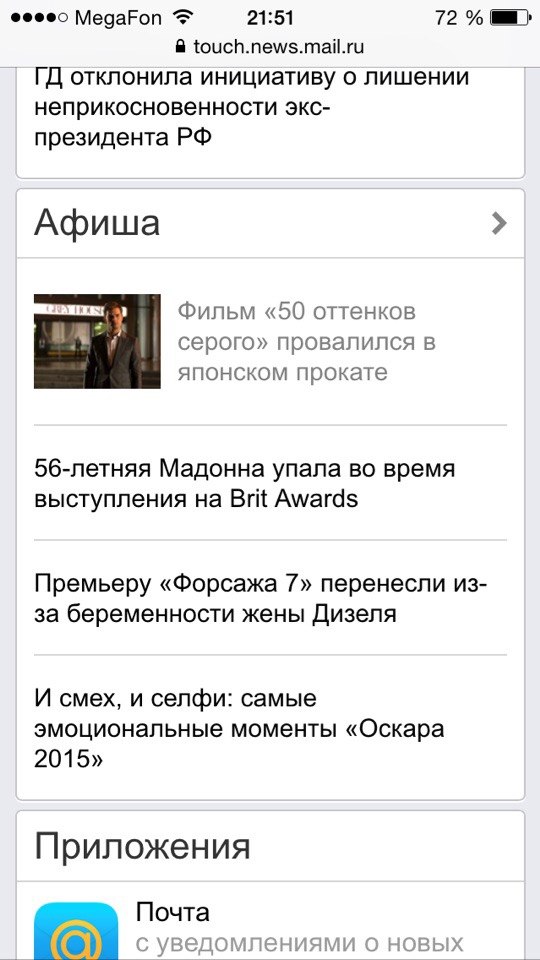 MegaFon 21:51 72 %
touch.news.mail.ru
ГД отклонила инициативу о лишении
неприкосновенности экс-
президента РФ
Афиша
GREY HOUSE
Фильм «50 оттенков
серого» провалился в
японском прокате
56-летняя Мадонна упала во время
выступления на Brit Awards
Премьеру «Форсажа 7» перенесли из-
за беременности жены Дизеля
И смех, и селфи: самые
эмоциональные моменты «Оскара
2015»
Приложения
Почта
с уведомлениями о новых